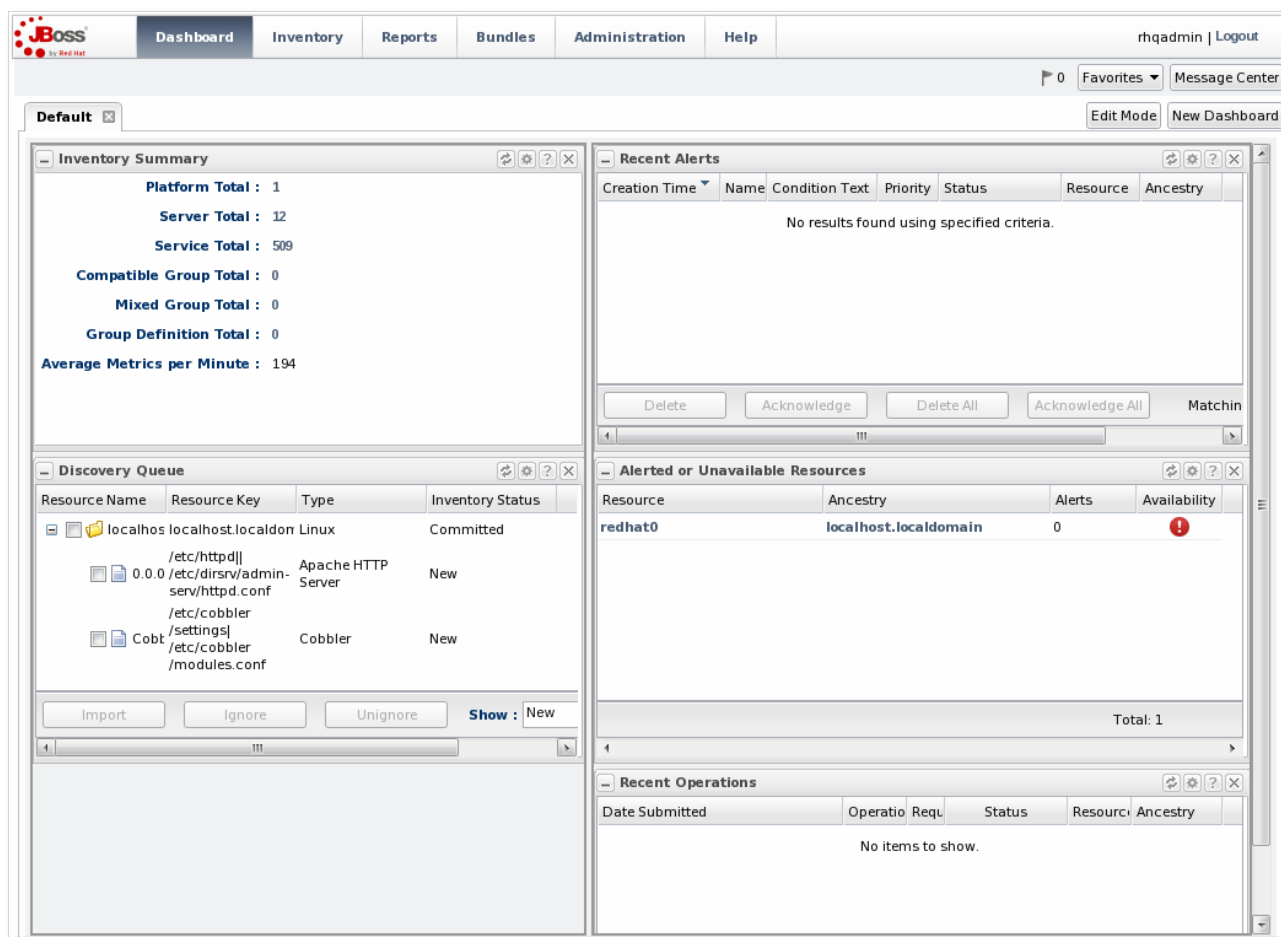 JBoss
by Red Hat
Dashboard Inventory Reports Bundles Administration Help rhqadmin | Logout
0 Favorites Message Center
Default Edit Mode New Dashboard
Inventory Summary
Platform Total : 1
Server Total : 12
Service Total : 509
Compatible Group Total : 0
Mixed Group Total : 0
Group Definition Total : 0
Average Metrics per Minute : 194
Recent Alerts
Creation Time Name Condition Text Priority Status Resource Ancestry
No results found using specified criteria.
Delete Acknowledge Delete All Acknowledge All Matchin
Discovery Queue
Resource Name Resource Key Type Inventory Status
localhos localhost.localdon Linux Committed
0.0.0 /etc/httpd|| /etc/dirsrv/admin- serv/httpd.conf Apache HTTP Server New
Cobb /etc/cobbler /settings| /etc/cobbler /modules.conf Cobbler New
Import Ignore Unignore Show : New
Alerted or Unavailable Resources
Resource Ancestry Alerts Availability
redhat0 localhost.localdomain 0
Total: 1
Recent Operations
Date Submitted Operatio Requ Status Resourc Ancestry
No items to show.